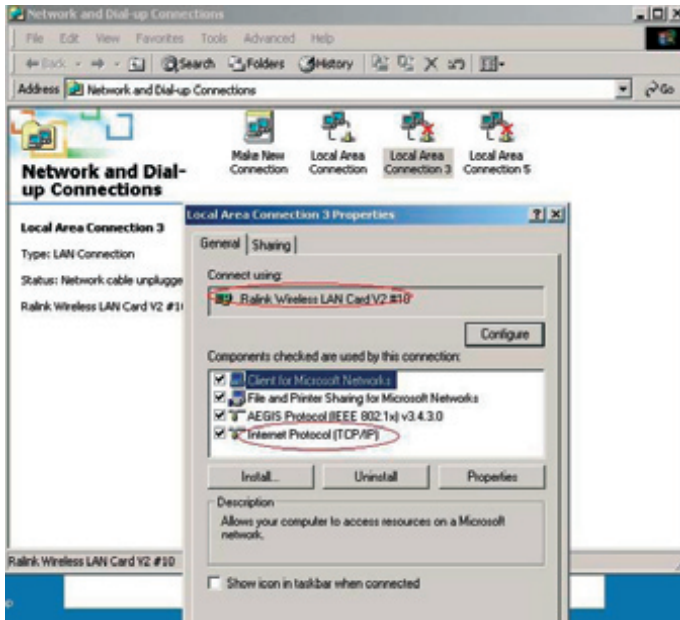 Network and Dial-up Connections
File Edit View Favorites Tools Advanced Help
Back Search Folders History
Address Network and Dial-up Connections Go
Network and Dial-
up Connections
Make New
Connection
Local Area
Connection
Local Area
Connection 3
Local Area
Connection 5
Local Area Connection 3
Type: LAN Connection
Status: Network cable unplugge
Ralink Wireless LAN Card V2 #1
Local Area Connection 3 Properties
General Sharing
Connect using:
Ralink Wireless LAN Card V2 #10
Configure
Components checked are used by this connection:
Client for Microsoft Networks
File and Printer Sharing for Microsoft Networks
AEGIS Protocol (IEEE 802.1x) v3.4.3.0
Internet Protocol (TCP/IP)
Install... Uninstall Properties
Description
Allows your computer to access resources on a Microsoft
network.
Show icon in taskbar when connected
Ralink Wireless LAN Card V2 #10